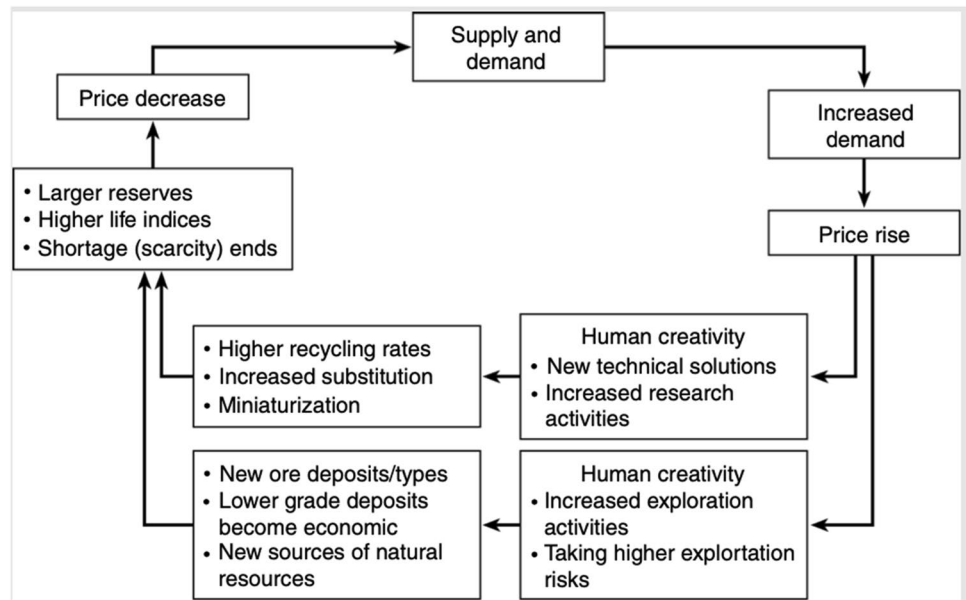 Supply and
demand
Price decrease
Increased
demand
• Larger reserves
• Higher life indices
• Shortage (scarcity) ends
Price rise
• Higher recycling rates
• Increased substitution
• Miniaturization
Human creativity
• New technical solutions
• Increased research
activities
• New ore deposits/types
• Lower grade deposits
become economic
• New sources of natural
resources
Human creativity
• Increased exploration
activities
• Taking higher explortation
risks